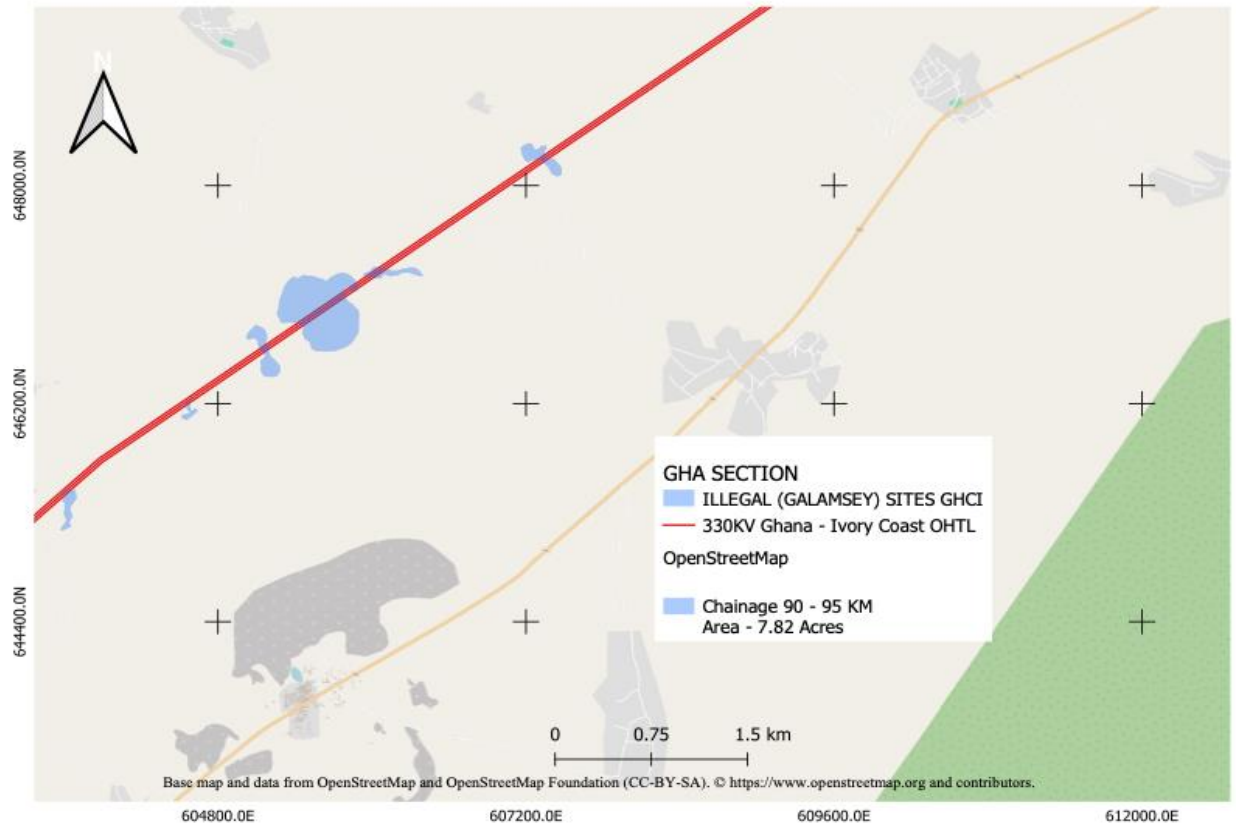 N
648000.0N
646200.0N
644400.0N
GHA SECTION
ILLEGAL (GALAMSEY) SITES GHCI
330KV Ghana - Ivory Coast OHTL
OpenStreetMap
Chainage 90 - 95 KM
Area - 7.82 Acres
0 0.75 1.5 km
Base map and data from OpenStreetMap and OpenStreetMap Foundation (CC-BY-SA). © https://www.openstreetmap.org and contributors.
604800.0E 607200.0E 609600.0E 612000.0E